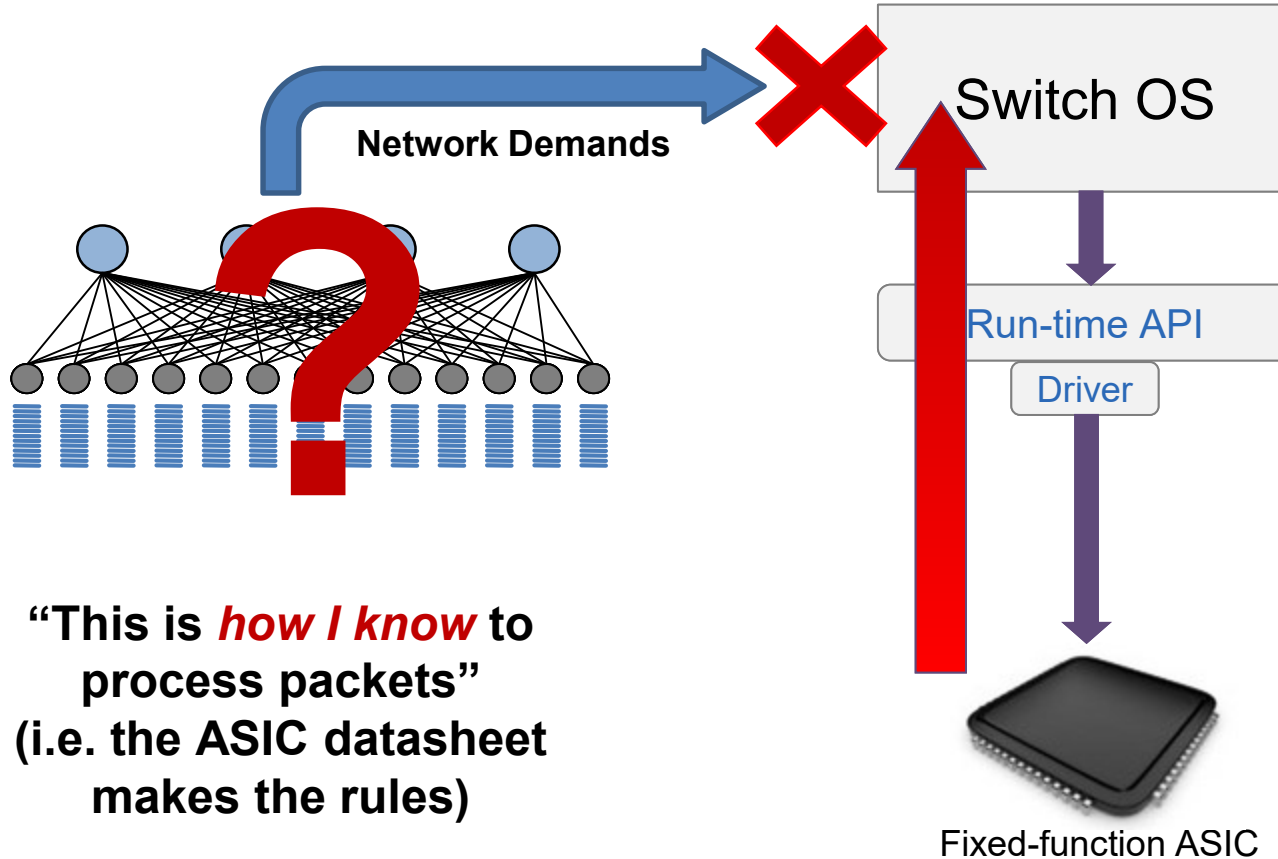 Network Demands
Switch OS
Run-time API
Driver
“This is how I know to
process packets”
(i.e. the ASIC datasheet
makes the rules)
Fixed-function ASIC